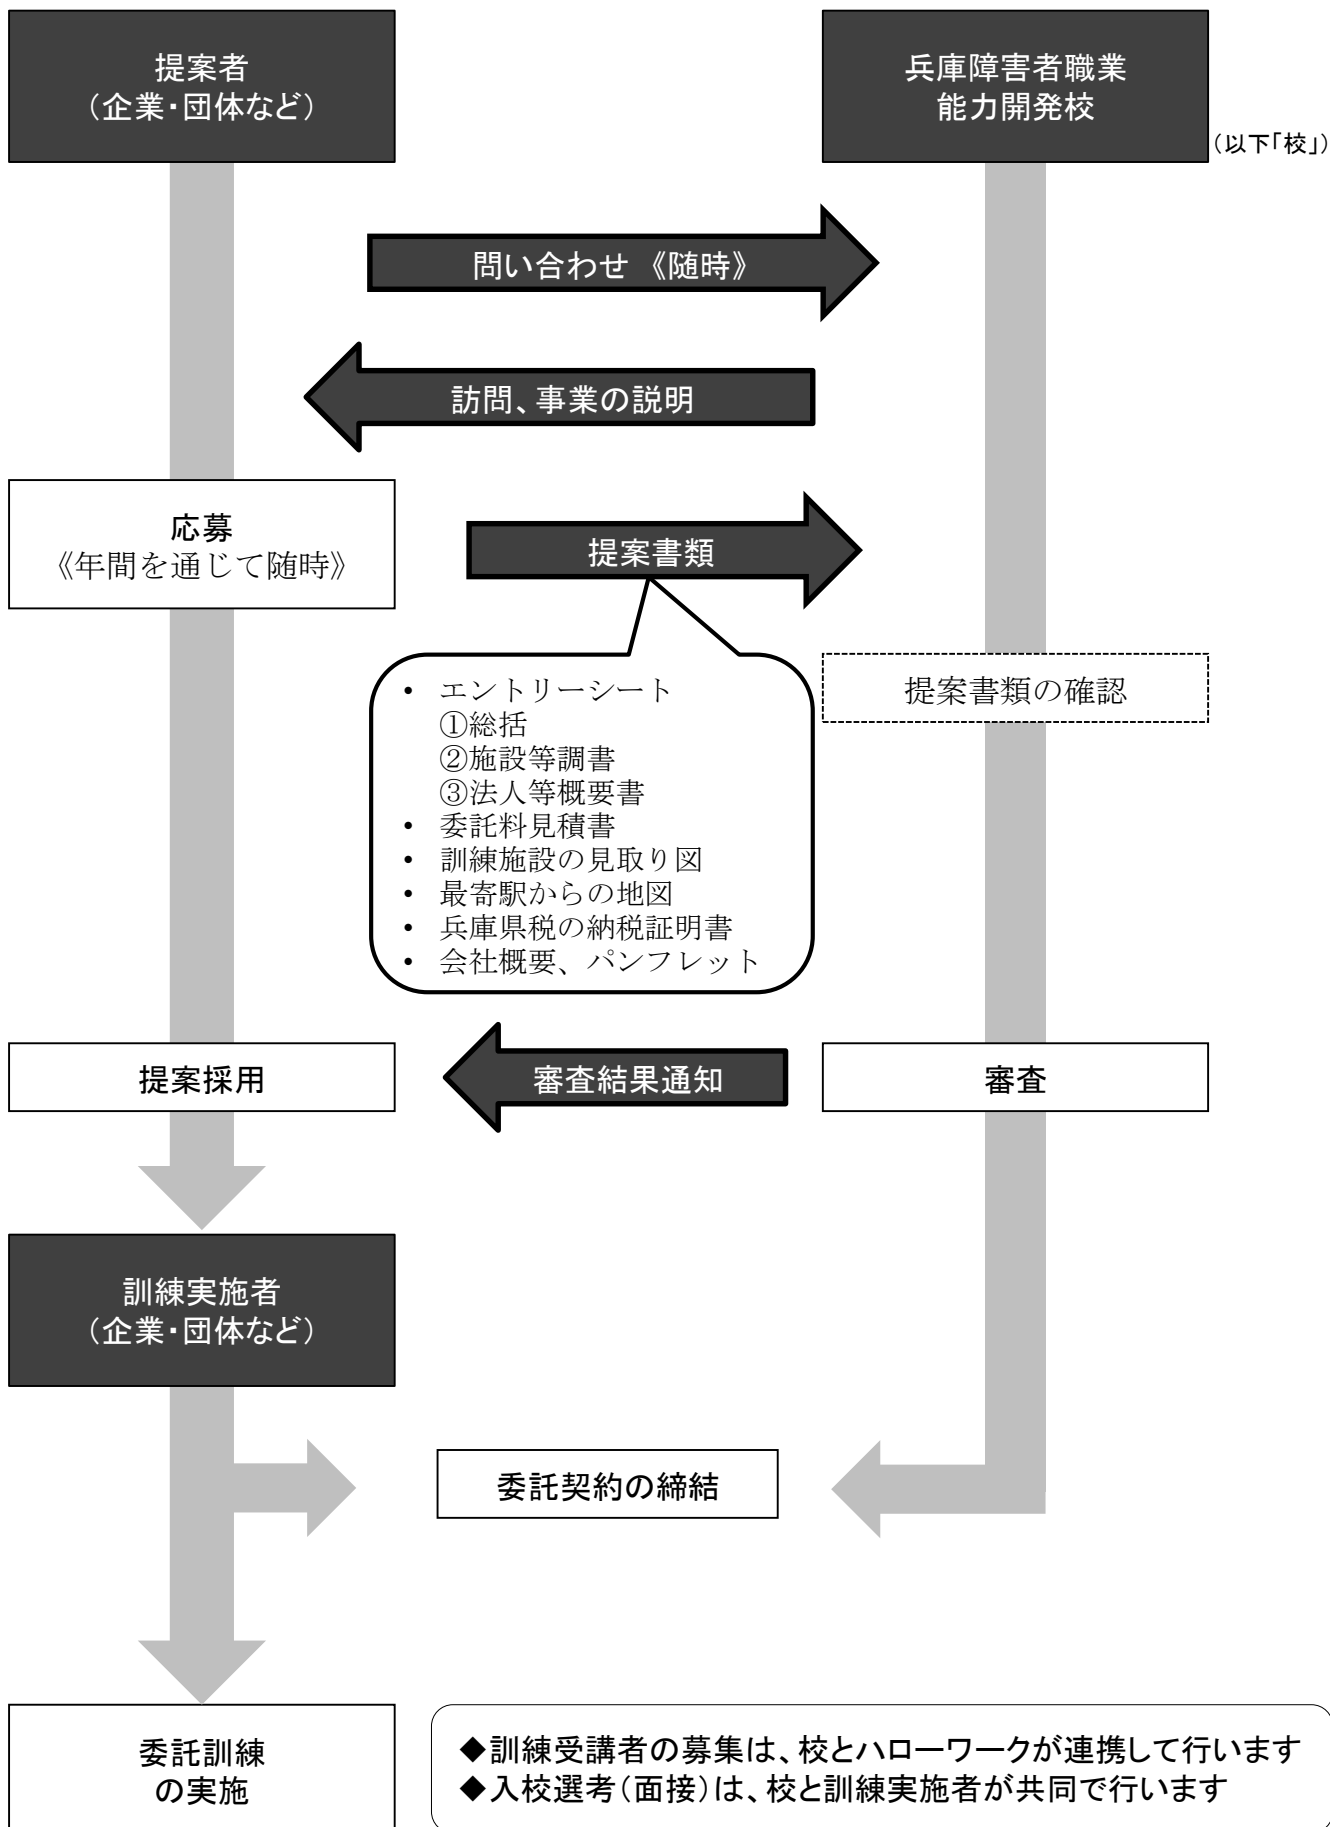 提案者
（企業・団体など）
兵庫障害者職業
能力開発校
（以下「校」）
問い合わせ 《随時》
訪問、事業の説明
応募
《年間を通じて随時》
提案書類
提案書類の確認
• エントリーシート
①総括
②施設等調書
③法人等概要書
• 委託料見積書
• 訓練施設の見取り図
• 最寄駅からの地図
• 兵庫県税の納税証明書
• 会社概要、パンフレット
提案採用
審査結果通知
審査
訓練実施者
（企業・団体など）
委託契約の締結
委託訓練
の実施
◆訓練受講者の募集は、校とハローワークが連携して行います
◆入校選考（面接）は、校と訓練実施者が共同で行います